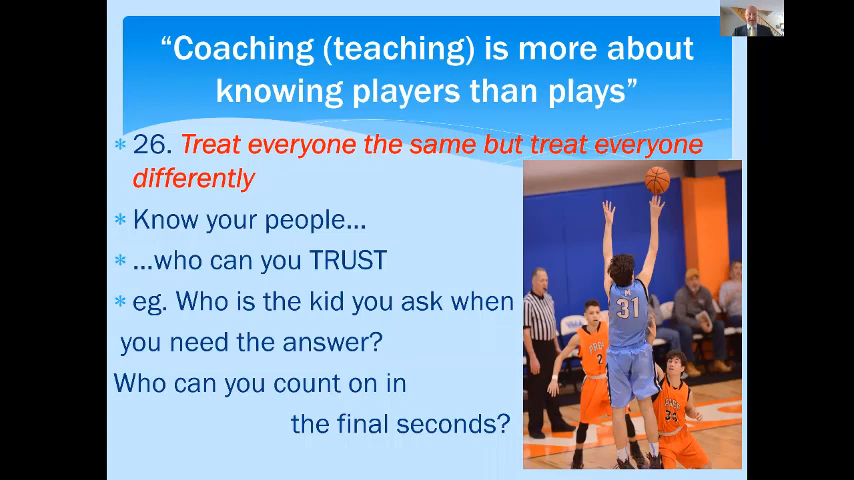 “Coaching (teaching) is more about
knowing players than plays”
* 26. Treat everyone the same but treat everyone
differently
* Know your people...
* ...who can you TRUST
* eg. Who is the kid you ask when
you need the answer?
Who can you count on in
the final seconds?
M
31
2